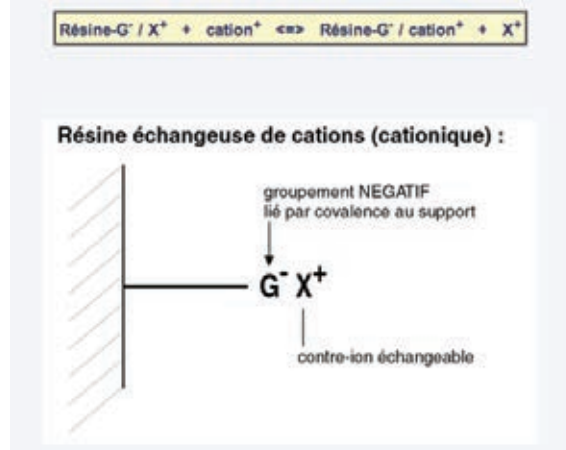 Résine-G⁻ / X⁺ + cation⁺ <=> Résine-G⁻ / cation⁺ + X⁺
Résine échangeuse de cations (cationique) :
groupement NEGATIF
lié par covalence au support
G⁻ X⁺
contre-ion échangeable